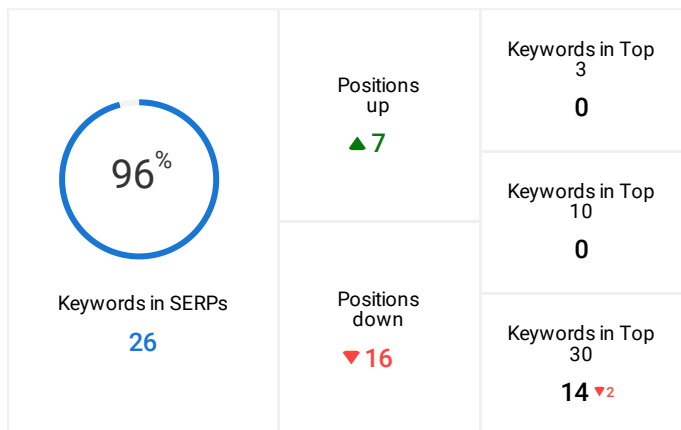 96%
Keywords in SERPs
26
Positions
up
7
Positions
down
16
Keywords in Top
3
0
Keywords in Top
10
0
Keywords in Top
30
14 2